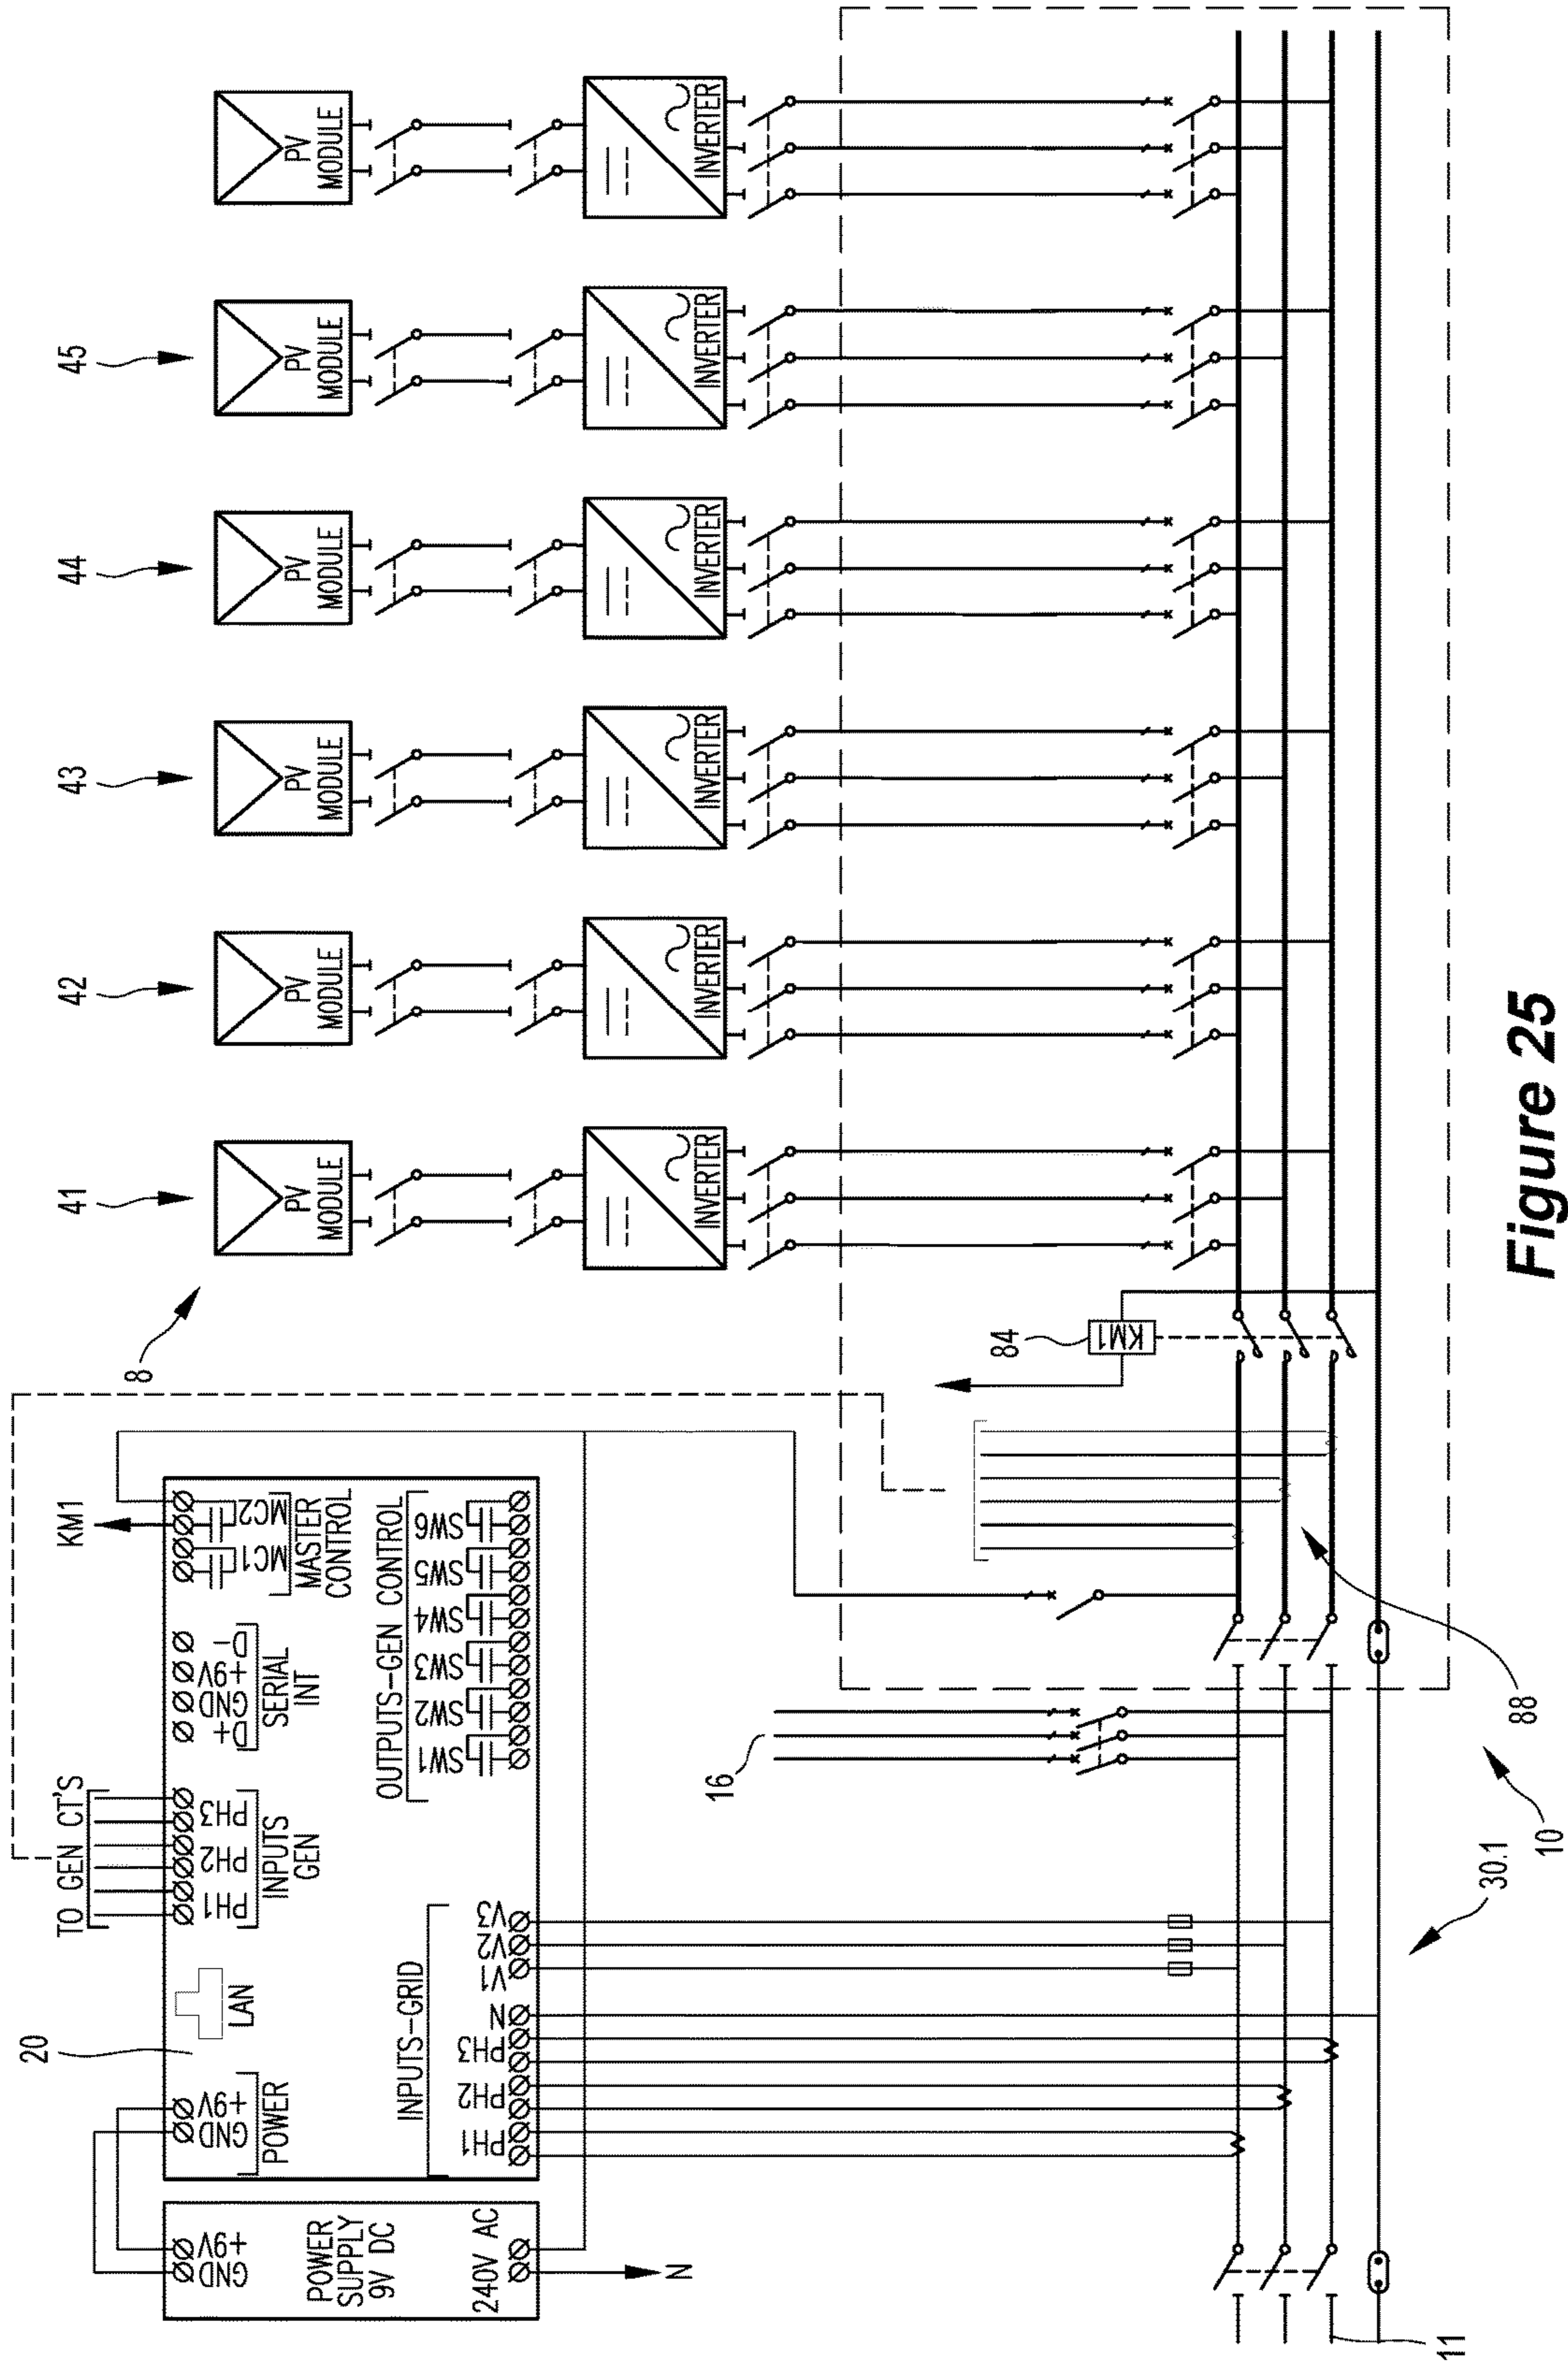 20
8
41
42
43
44
45
TO GEN CT'S
KM1
GND
+9V
POWER
SUPPLY
9V DC
240V AC
N
GND
+9V
POWER
LAN
PH1
PH2
PH3
INPUTS
GEN
D+
GND
+9V
D-
SERIAL
INT
MC1
MC2
MASTER
CONTROL
OUTPUTS-GEN CONTROL
SW1
SW2
SW3
SW4
SW5
SW6
INPUTS-GRID
PH1
PH2
PH3
N
V1
V2
V3
PV
MODULE
PV
MODULE
PV
MODULE
PV
MODULE
PV
MODULE
PV
MODULE
INVERTER
INVERTER
INVERTER
INVERTER
INVERTER
INVERTER
16
84
KM1
11
30.1
10
88
Figure 25